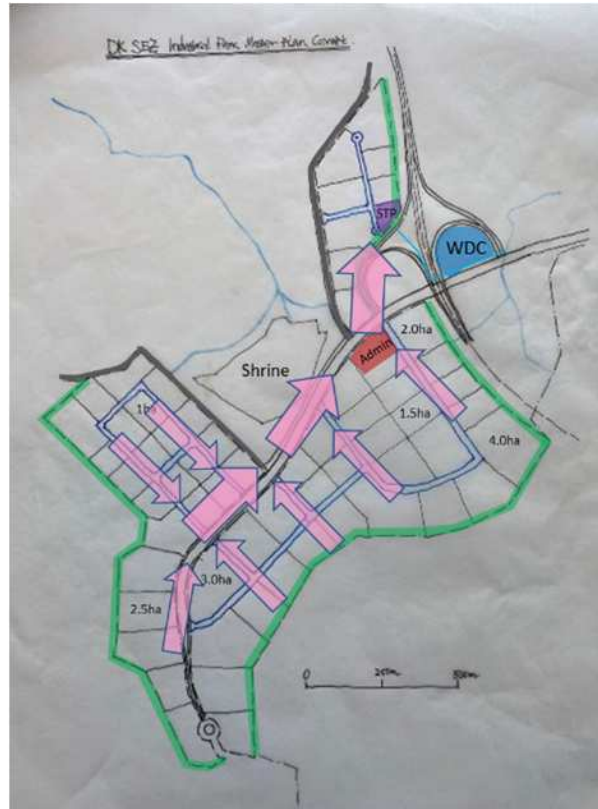 DK SEZ Industrial Park Master Plan Concept.
STP
WDC
2.0ha
Admin
Shrine
1ha
1.5ha
4.0ha
3.0ha
2.5ha
0 250m 500m